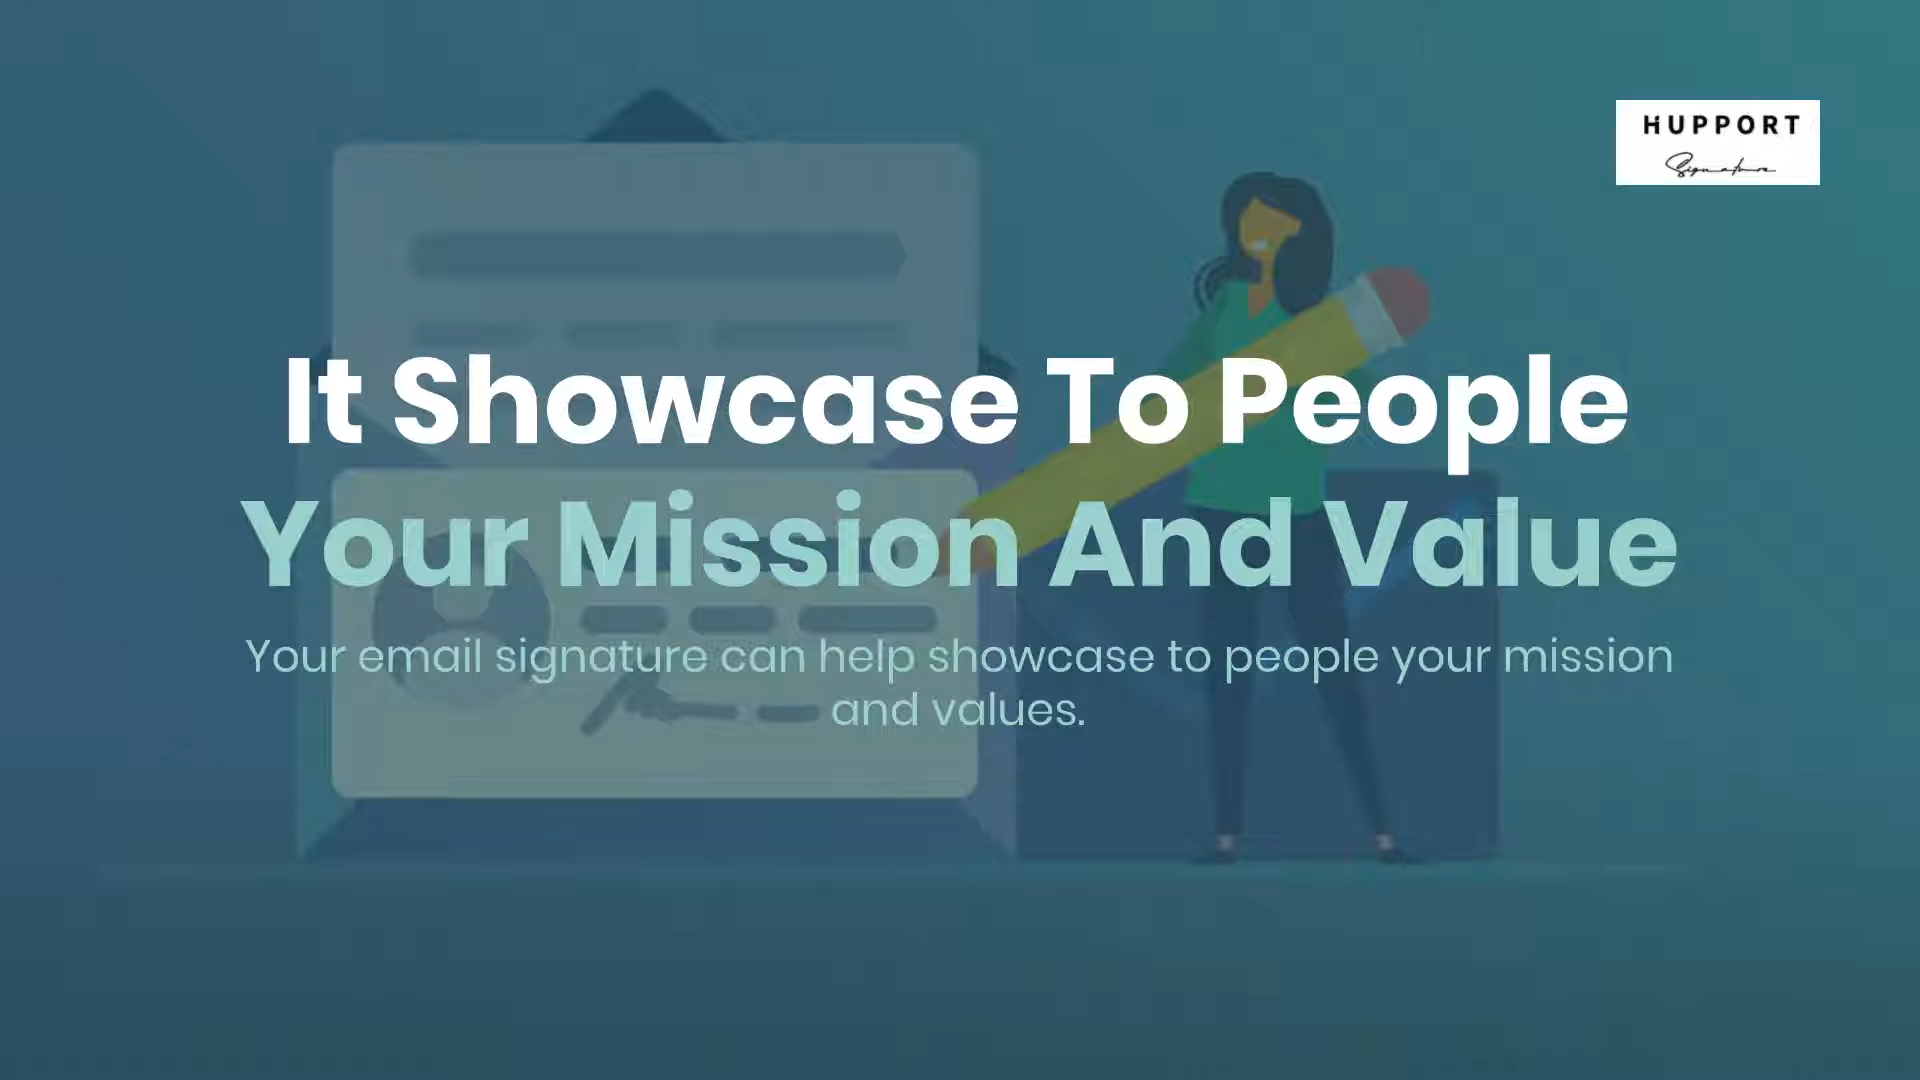 HUPPORT
Signature
It Showcase To People
Your Mission And Value
Your email signature can help showcase to people your mission
and values.